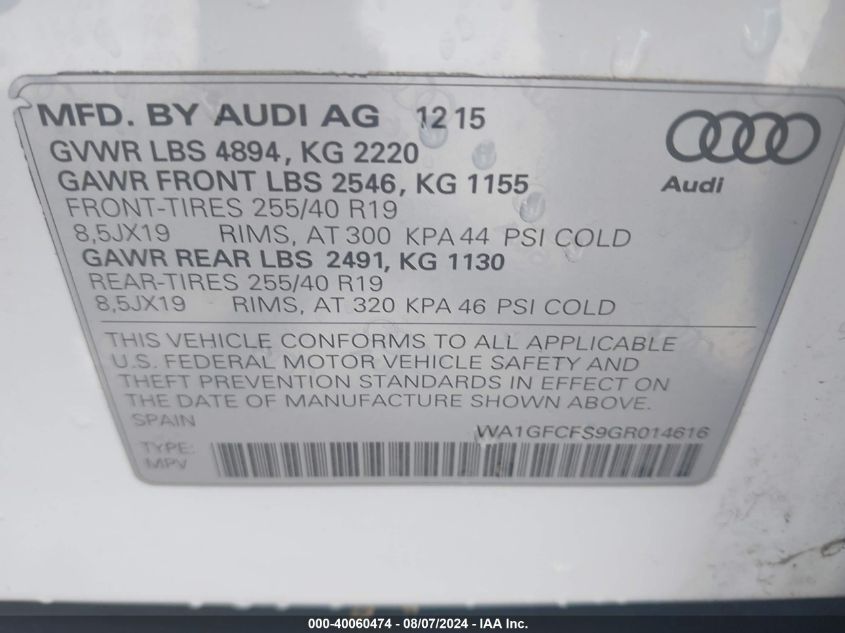 MFD. BY AUDI AG 12 15
GVWR LBS 4894, KG 2220
GAWR FRONT LBS 2546, KG 1155
FRONT-TIRES 255/40 R19
8,5JX19 RIMS, AT 300 KPA 44 PSI COLD
GAWR REAR LBS 2491, KG 1130
REAR-TIRES 255/40 R19
8,5JX19 RIMS, AT 320 KPA 46 PSI COLD
Audi
THIS VEHICLE CONFORMS TO ALL APPLICABLE
U.S. FEDERAL MOTOR VEHICLE SAFETY AND
THEFT PREVENTION STANDARDS IN EFFECT ON
THE DATE OF MANUFACTURE SHOWN ABOVE.
SPAIN
WA1GFCFS9GR014616
TYPE:
MPV
000-40060474 - 08/07/2024 - IAA Inc.